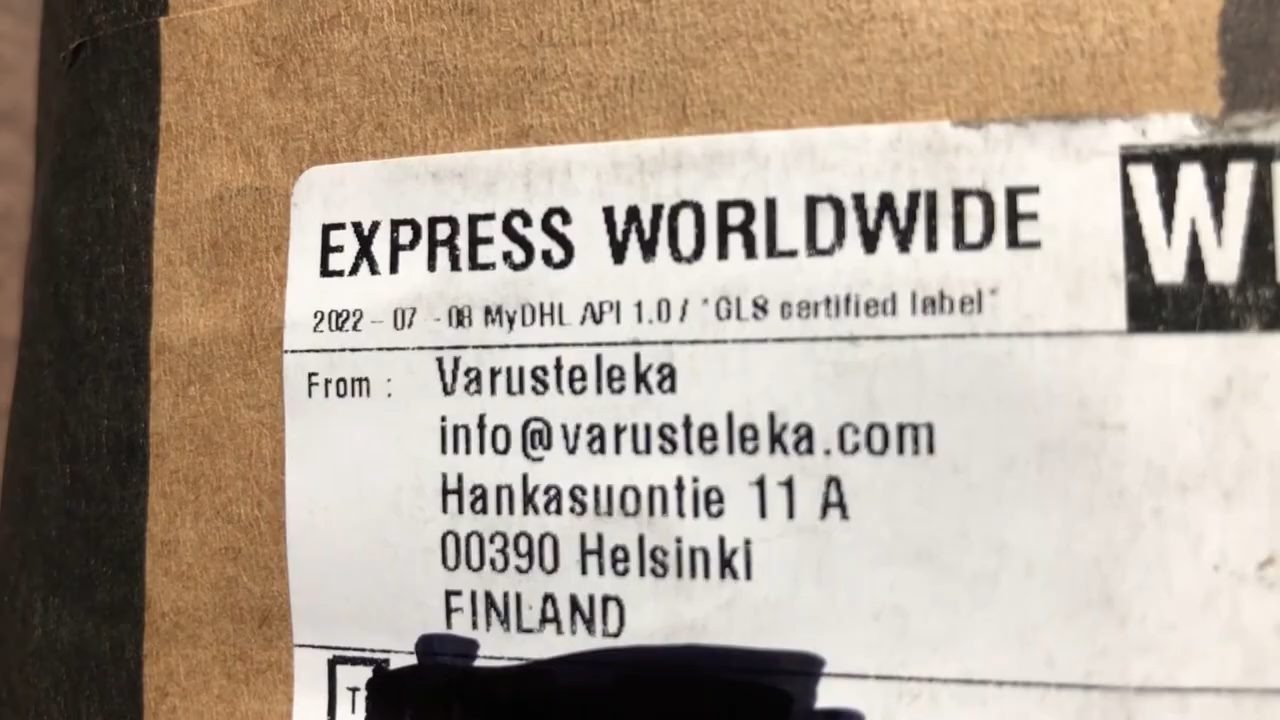 EXPRESS WORLDWIDE
W
2022-07-08 MyDHL API 1.0 / *GLS certified label*
From : Varusteleka
info@varusteleka.com
Hankasuontie 11 A
00390 Helsinki
FINLAND